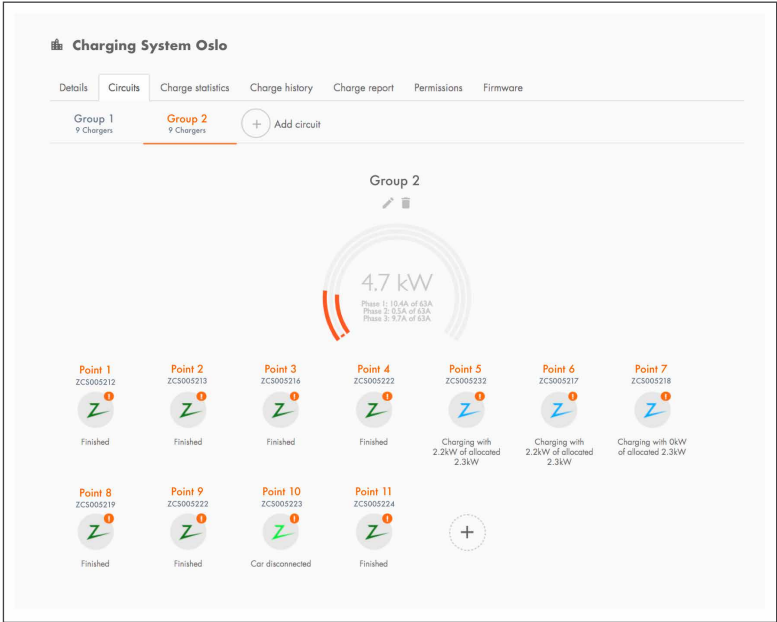 Charging System Oslo
Details Circuits Charge statistics Charge history Charge report Permissions Firmware
Group 1 Group 2 + Add circuit
9 Chargers 9 Chargers
Group 2
4.7 kW
Phase 1: 10.4A of 63A
Phase 2: 0.5A of 63A
Phase 3: 9.7A of 63A
Point 1 Point 2 Point 3 Point 4 Point 5 Point 6 Point 7
ZCS005212 ZCS005213 ZCS005216 ZCS005222 ZCS005232 ZCS005217 ZCS005218
Finished Finished Finished Finished Charging with Charging with Charging with 0kW
2.2kW of allocated 2.2kW of allocated of allocated 2.3kW
2.3kW 2.3kW
Point 8 Point 9 Point 10 Point 11
ZCS005219 ZCS005222 ZCS005223 ZCS005224
+
Finished Finished Car disconnected Finished